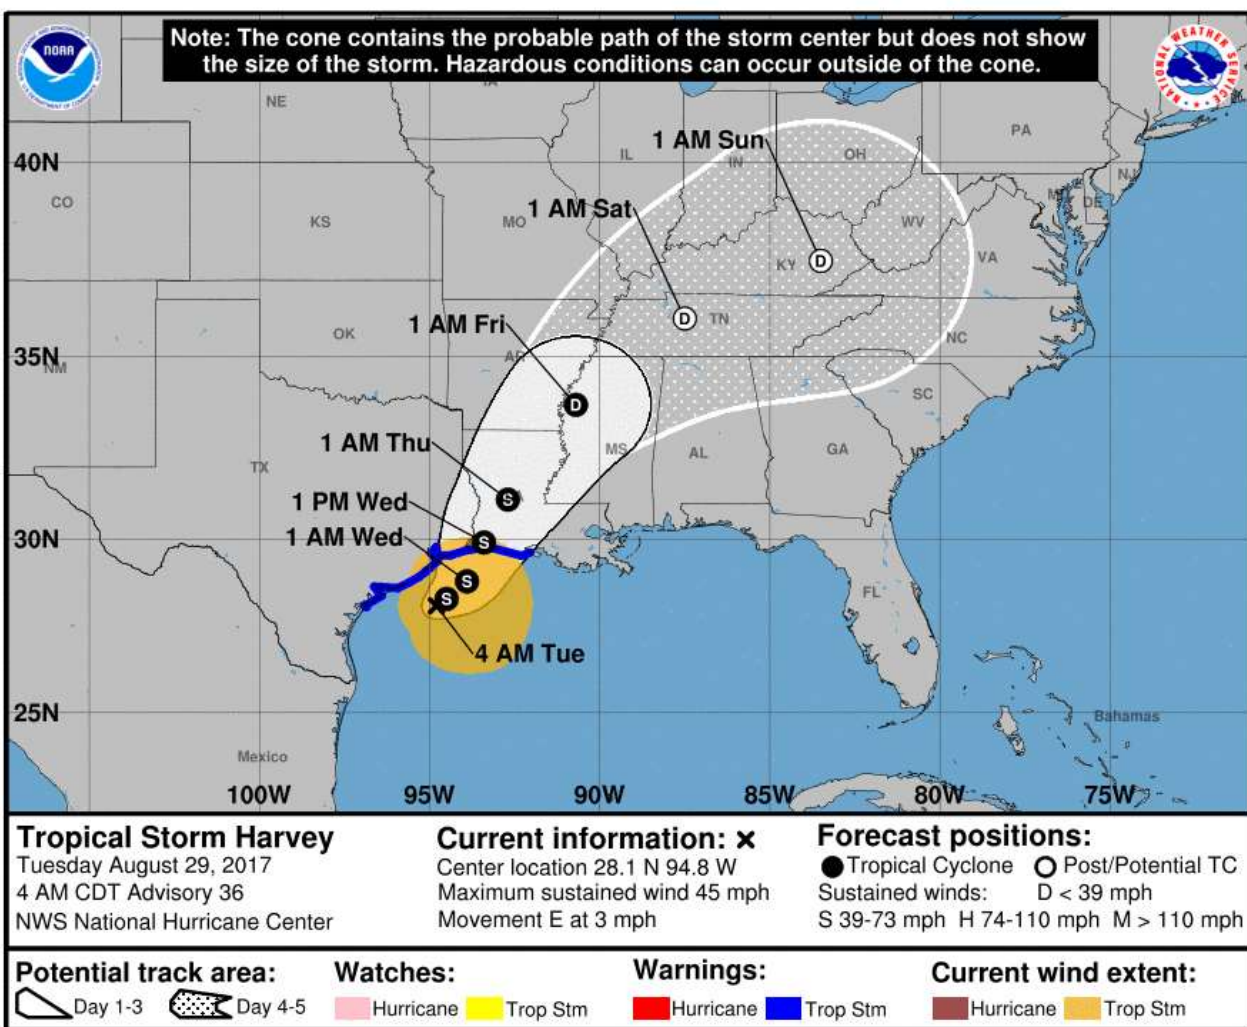 Note: The cone contains the probable path of the storm center but does not show
the size of the storm. Hazardous conditions can occur outside of the cone.
NOAA
NATIONAL WEATHER SERVICE
NE
IA
PA
1 AM Sun
40N
IL
IN
OH
NJ
CO
KS
MO
1 AM Sat
WV
DE
KY
D
VA
1 AM Fri
D
TN
OK
NC
35N
AR
NM
D
SC
1 AM Thu
MS
AL
GA
TX
1 PM Wed
S
1 AM Wed
S
30N
S
S
FL
4 AM Tue
25N
Bahamas
Mexico
100W 95W 90W 85W 80W 75W
Tropical Storm Harvey
Tuesday August 29, 2017
4 AM CDT Advisory 36
NWS National Hurricane Center
Current information: ×
Center location 28.1 N 94.8 W
Maximum sustained wind 45 mph
Movement E at 3 mph
Forecast positions:
Tropical Cyclone Post/Potential TC
Sustained winds: D < 39 mph
S 39-73 mph H 74-110 mph M > 110 mph
Potential track area:
Day 1-3 Day 4-5
Watches:
Hurricane Trop Stm
Warnings:
Hurricane Trop Stm
Current wind extent:
Hurricane Trop Stm